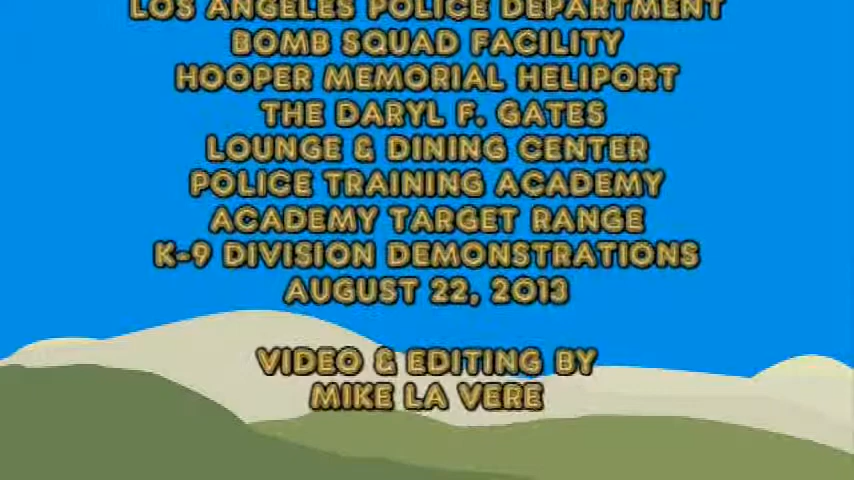 LOS ANGELES POLICE DEPARTMENT
BOMB SQUAD FACILITY
HOOPER MEMORIAL HELIPORT
THE DARYL F. GATES
LOUNGE & DINING CENTER
POLICE TRAINING ACADEMY
ACADEMY TARGET RANGE
K-9 DIVISION DEMONSTRATIONS
AUGUST 22, 2013
VIDEO & EDITING BY
MIKE LA VERE